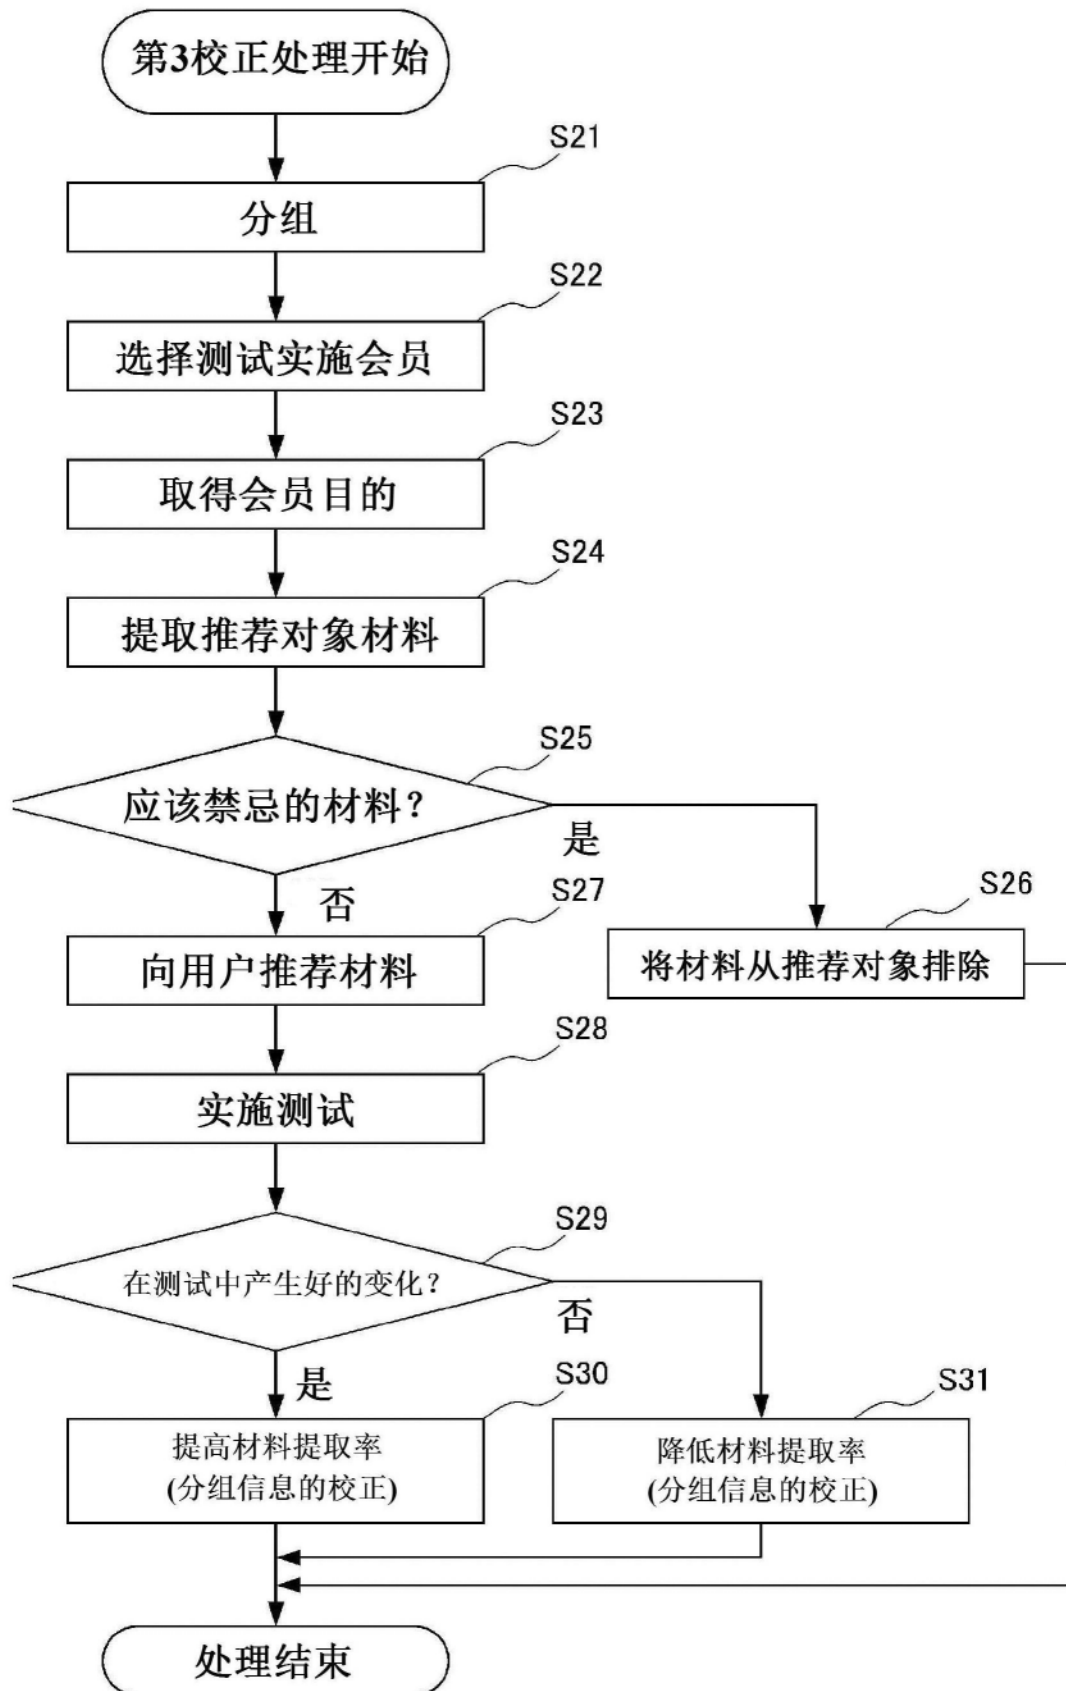 第3校正处理开始
S21
分组
S22
选择测试实施会员
S23
取得会员目的
S24
提取推荐对象材料
S25
应该禁忌的材料?
是
否
S26
将材料从推荐对象排除
S27
向用户推荐材料
S28
实施测试
S29
在测试中产生好的变化?
否
是
S30
提高材料提取率
(分组信息的校正)
S31
降低材料提取率
(分组信息的校正)
处理结束